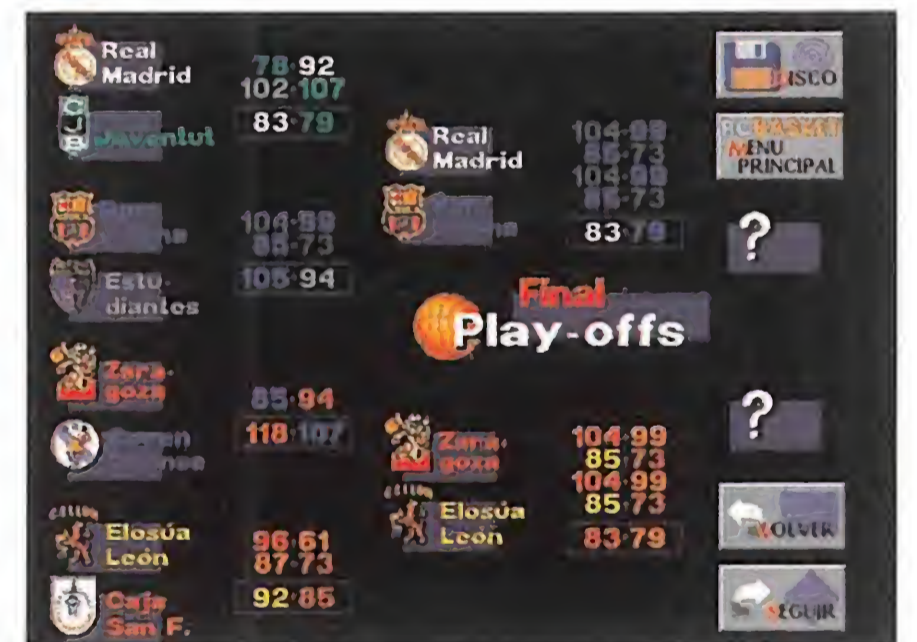 Real
Madrid
78-92
102-107
83-79
CJB
Juventut
104-99
85-73
105-94
Estu-
diantes
Zara-
goza
85-94
118-107
Elosúa
León
96-61
87-73
92-85
Caja
San F.
Real
Madrid
104-99
85-73
104-99
85-73
83-79
Final
Play-offs
Zara-
goza
104-99
85-73
104-99
85-73
Elosúa
León
83-79
DISCO
PCBASKET
MENU
PRINCIPAL
?
?
VOLVER
SEGUIR